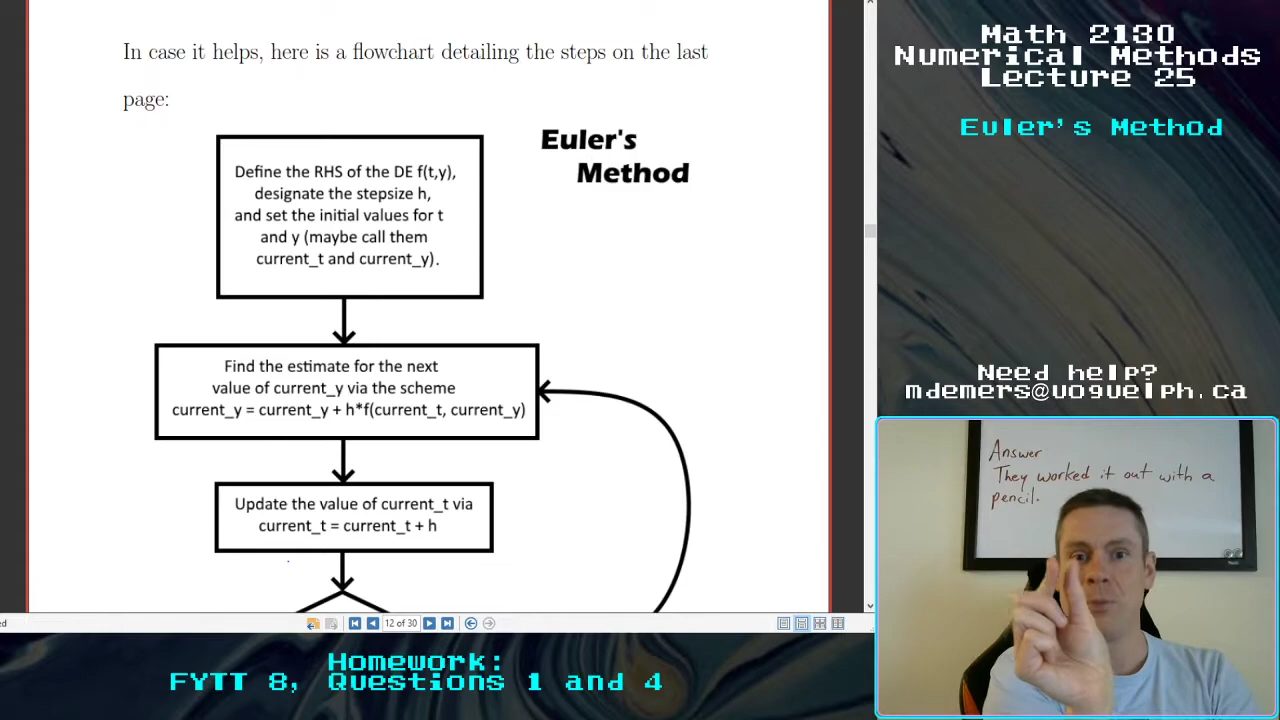 In case it helps, here is a flowchart detailing the steps on the last
page:
Euler's
Method
Define the RHS of the DE f(t,y),
designate the stepsize h,
and set the initial values for t
and y (maybe call them
current_t and current_y).
Find the estimate for the next
value of current_y via the scheme
current_y = current_y + h*f(current_t, current_y)
Update the value of current_t via
current_t = current_t + h
12 of 30
Math 2130
Numerical Methods
Lecture 25
Euler's Method
Need help?
mdemers@uoguelph.ca
Answer
They worked it out with a
pencil.
Homework:
FYTT 8, Questions 1 and 4